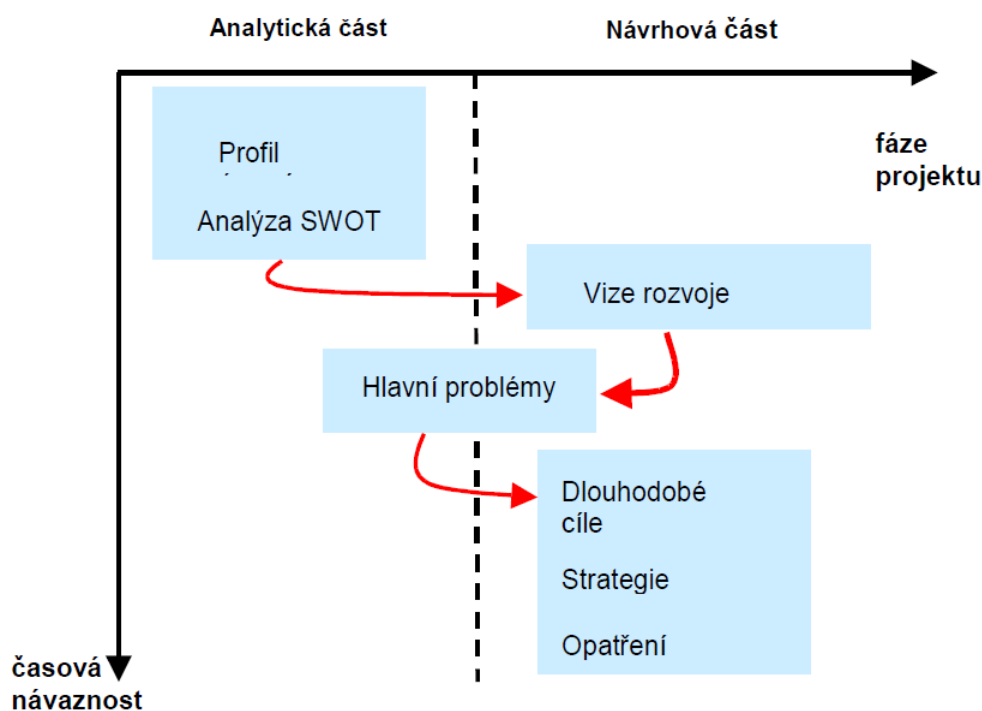 Analytická část
Návrhová část
fáze
projektu
Profil
Analýza SWOT
Vize rozvoje
Hlavní problémy
Dlouhodobé
cíle
Strategie
Opatření
časová
návaznost